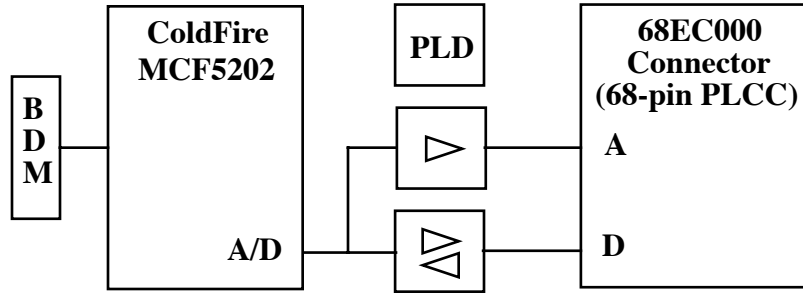 B
D
M
ColdFire
MCF5202
A/D
PLD
68EC000
Connector
(68-pin PLCC)
A
D